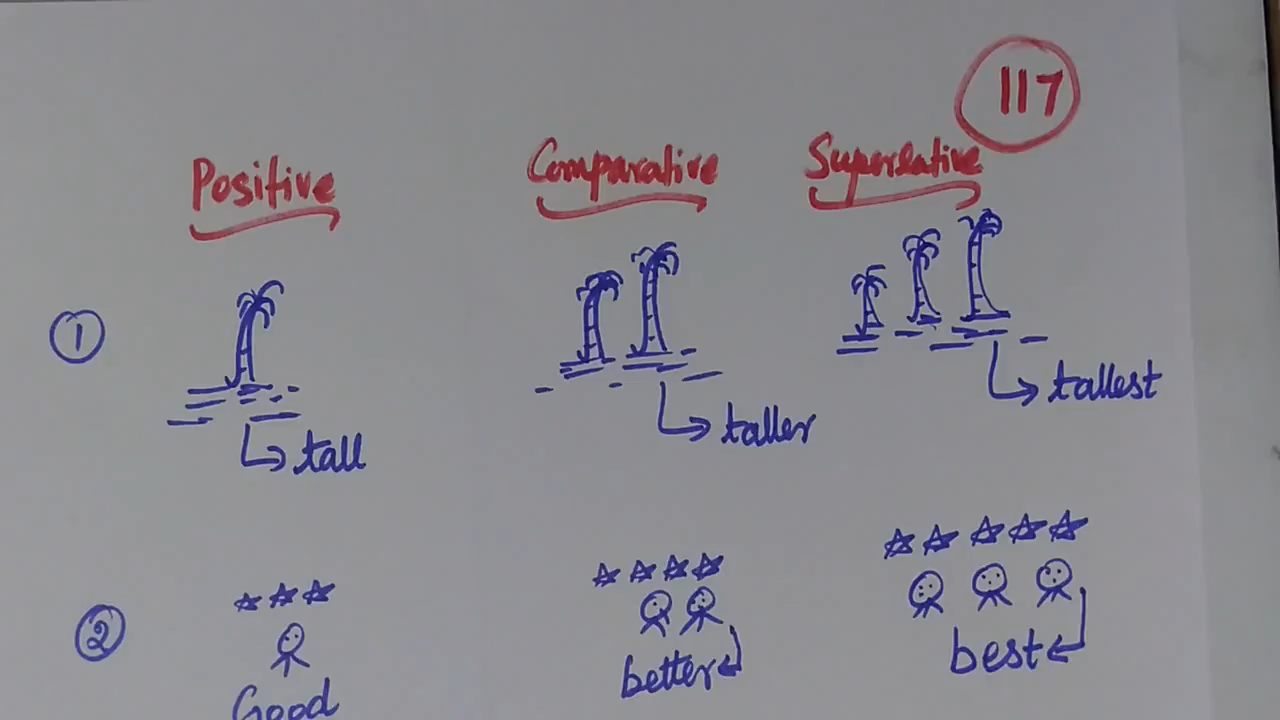 117
Positive Comparative Superlative
1
tall taller tallest
2
Good better best